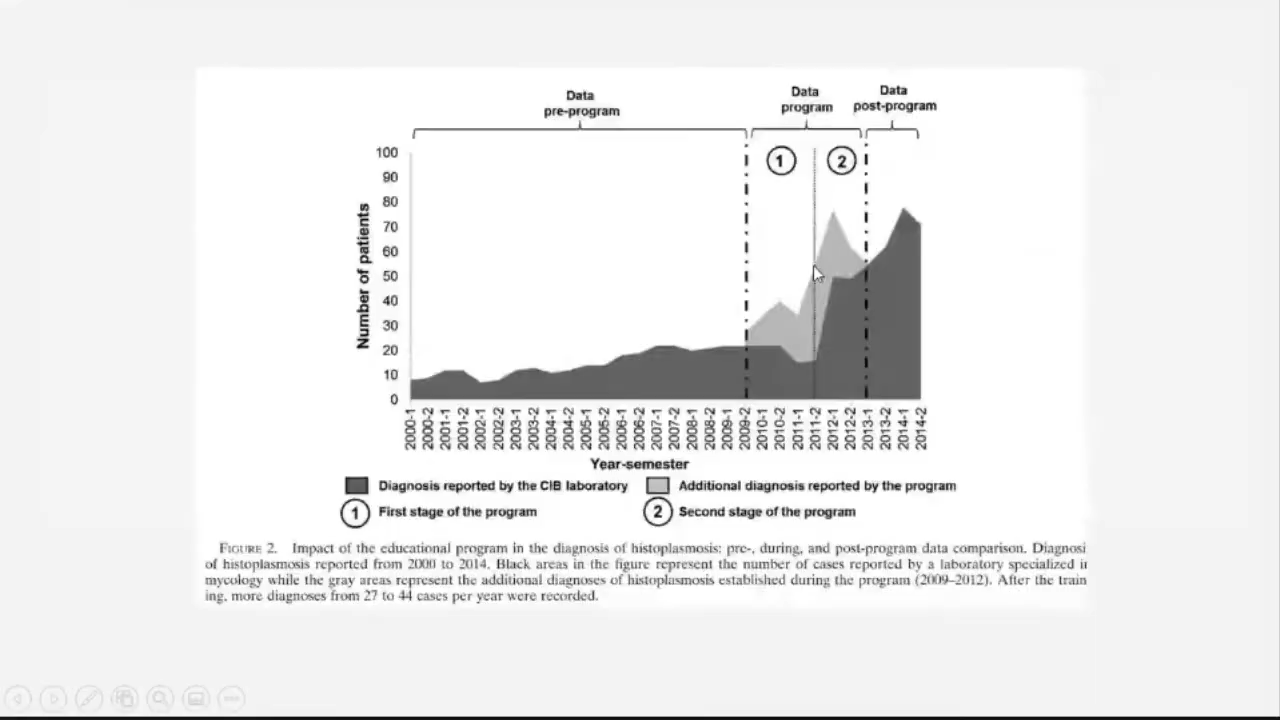 Data
pre-program
Data
program
Data
post-program
1
2
100
90
80
70
60
50
40
30
20
10
0
Number of patients
2000-1
2000-2
2001-1
2001-2
2002-1
2002-2
2003-1
2003-2
2004-1
2004-2
2005-1
2005-2
2006-1
2006-2
2007-1
2007-2
2008-1
2008-2
2009-1
2009-2
2010-1
2010-2
2011-1
2011-2
2012-1
2012-2
2013-1
2013-2
2014-1
2014-2
Year-semester
Diagnosis reported by the CIB laboratory
Additional diagnosis reported by the program
1 First stage of the program
2 Second stage of the program
FIGURE 2. Impact of the educational program in the diagnosis of histoplasmosis: pre-, during, and post-program data comparison. Diagnosi
of histoplasmosis reported from 2000 to 2014. Black areas in the figure represent the number of cases reported by a laboratory specialized in
mycology while the gray areas represent the additional diagnoses of histoplasmosis established during the program (2009–2012). After the train
ing, more diagnoses from 27 to 44 cases per year were recorded.